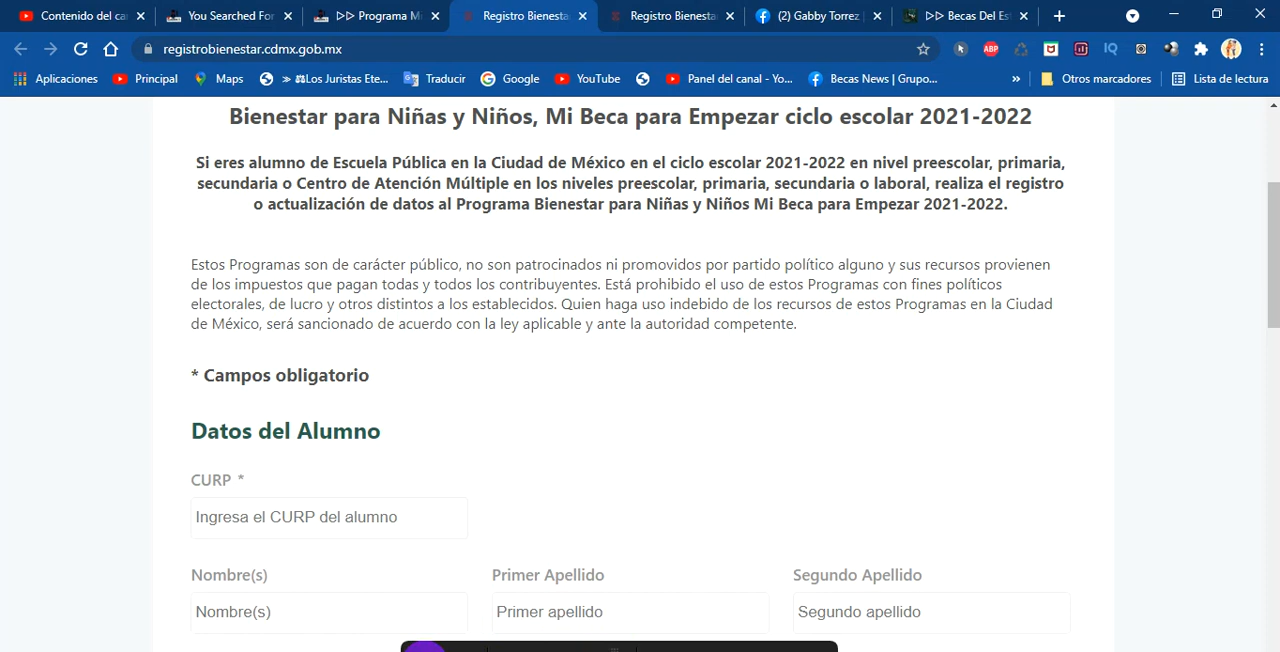 Contenido del ca
You Searched For
▷▷ Programa M
Registro Bienesta
Registro Bienesta
(2) Gabby Torrez |
▷▷ Becas Del Es
registrobienestar.cdmx.gob.mx
ABP
IQ
Aplicaciones
Principal
Maps
» ⚖Los Juristas Ete...
Traducir
Google
YouTube
Panel del canal - Yo...
Becas News | Grupo...
»
Otros marcadores
Lista de lectura
Bienestar para Niñas y Niños, Mi Beca para Empezar ciclo escolar 2021-2022
Si eres alumno de Escuela Pública en la Ciudad de México en el ciclo escolar 2021-2022 en nivel preescolar, primaria,
secundaria o Centro de Atención Múltiple en los niveles preescolar, primaria, secundaria o laboral, realiza el registro
o actualización de datos al Programa Bienestar para Niñas y Niños Mi Beca para Empezar 2021-2022.
Estos Programas son de carácter público, no son patrocinados ni promovidos por partido político alguno y sus recursos provienen
de los impuestos que pagan todas y todos los contribuyentes. Está prohibido el uso de estos Programas con fines políticos
electorales, de lucro y otros distintos a los establecidos. Quien haga uso indebido de los recursos de estos Programas en la Ciudad
de México, será sancionado de acuerdo con la ley aplicable y ante la autoridad competente.
* Campos obligatorio
Datos del Alumno
CURP *
Ingresa el CURP del alumno
Nombre(s)
Primer Apellido
Segundo Apellido
Nombre(s)
Primer apellido
Segundo apellido